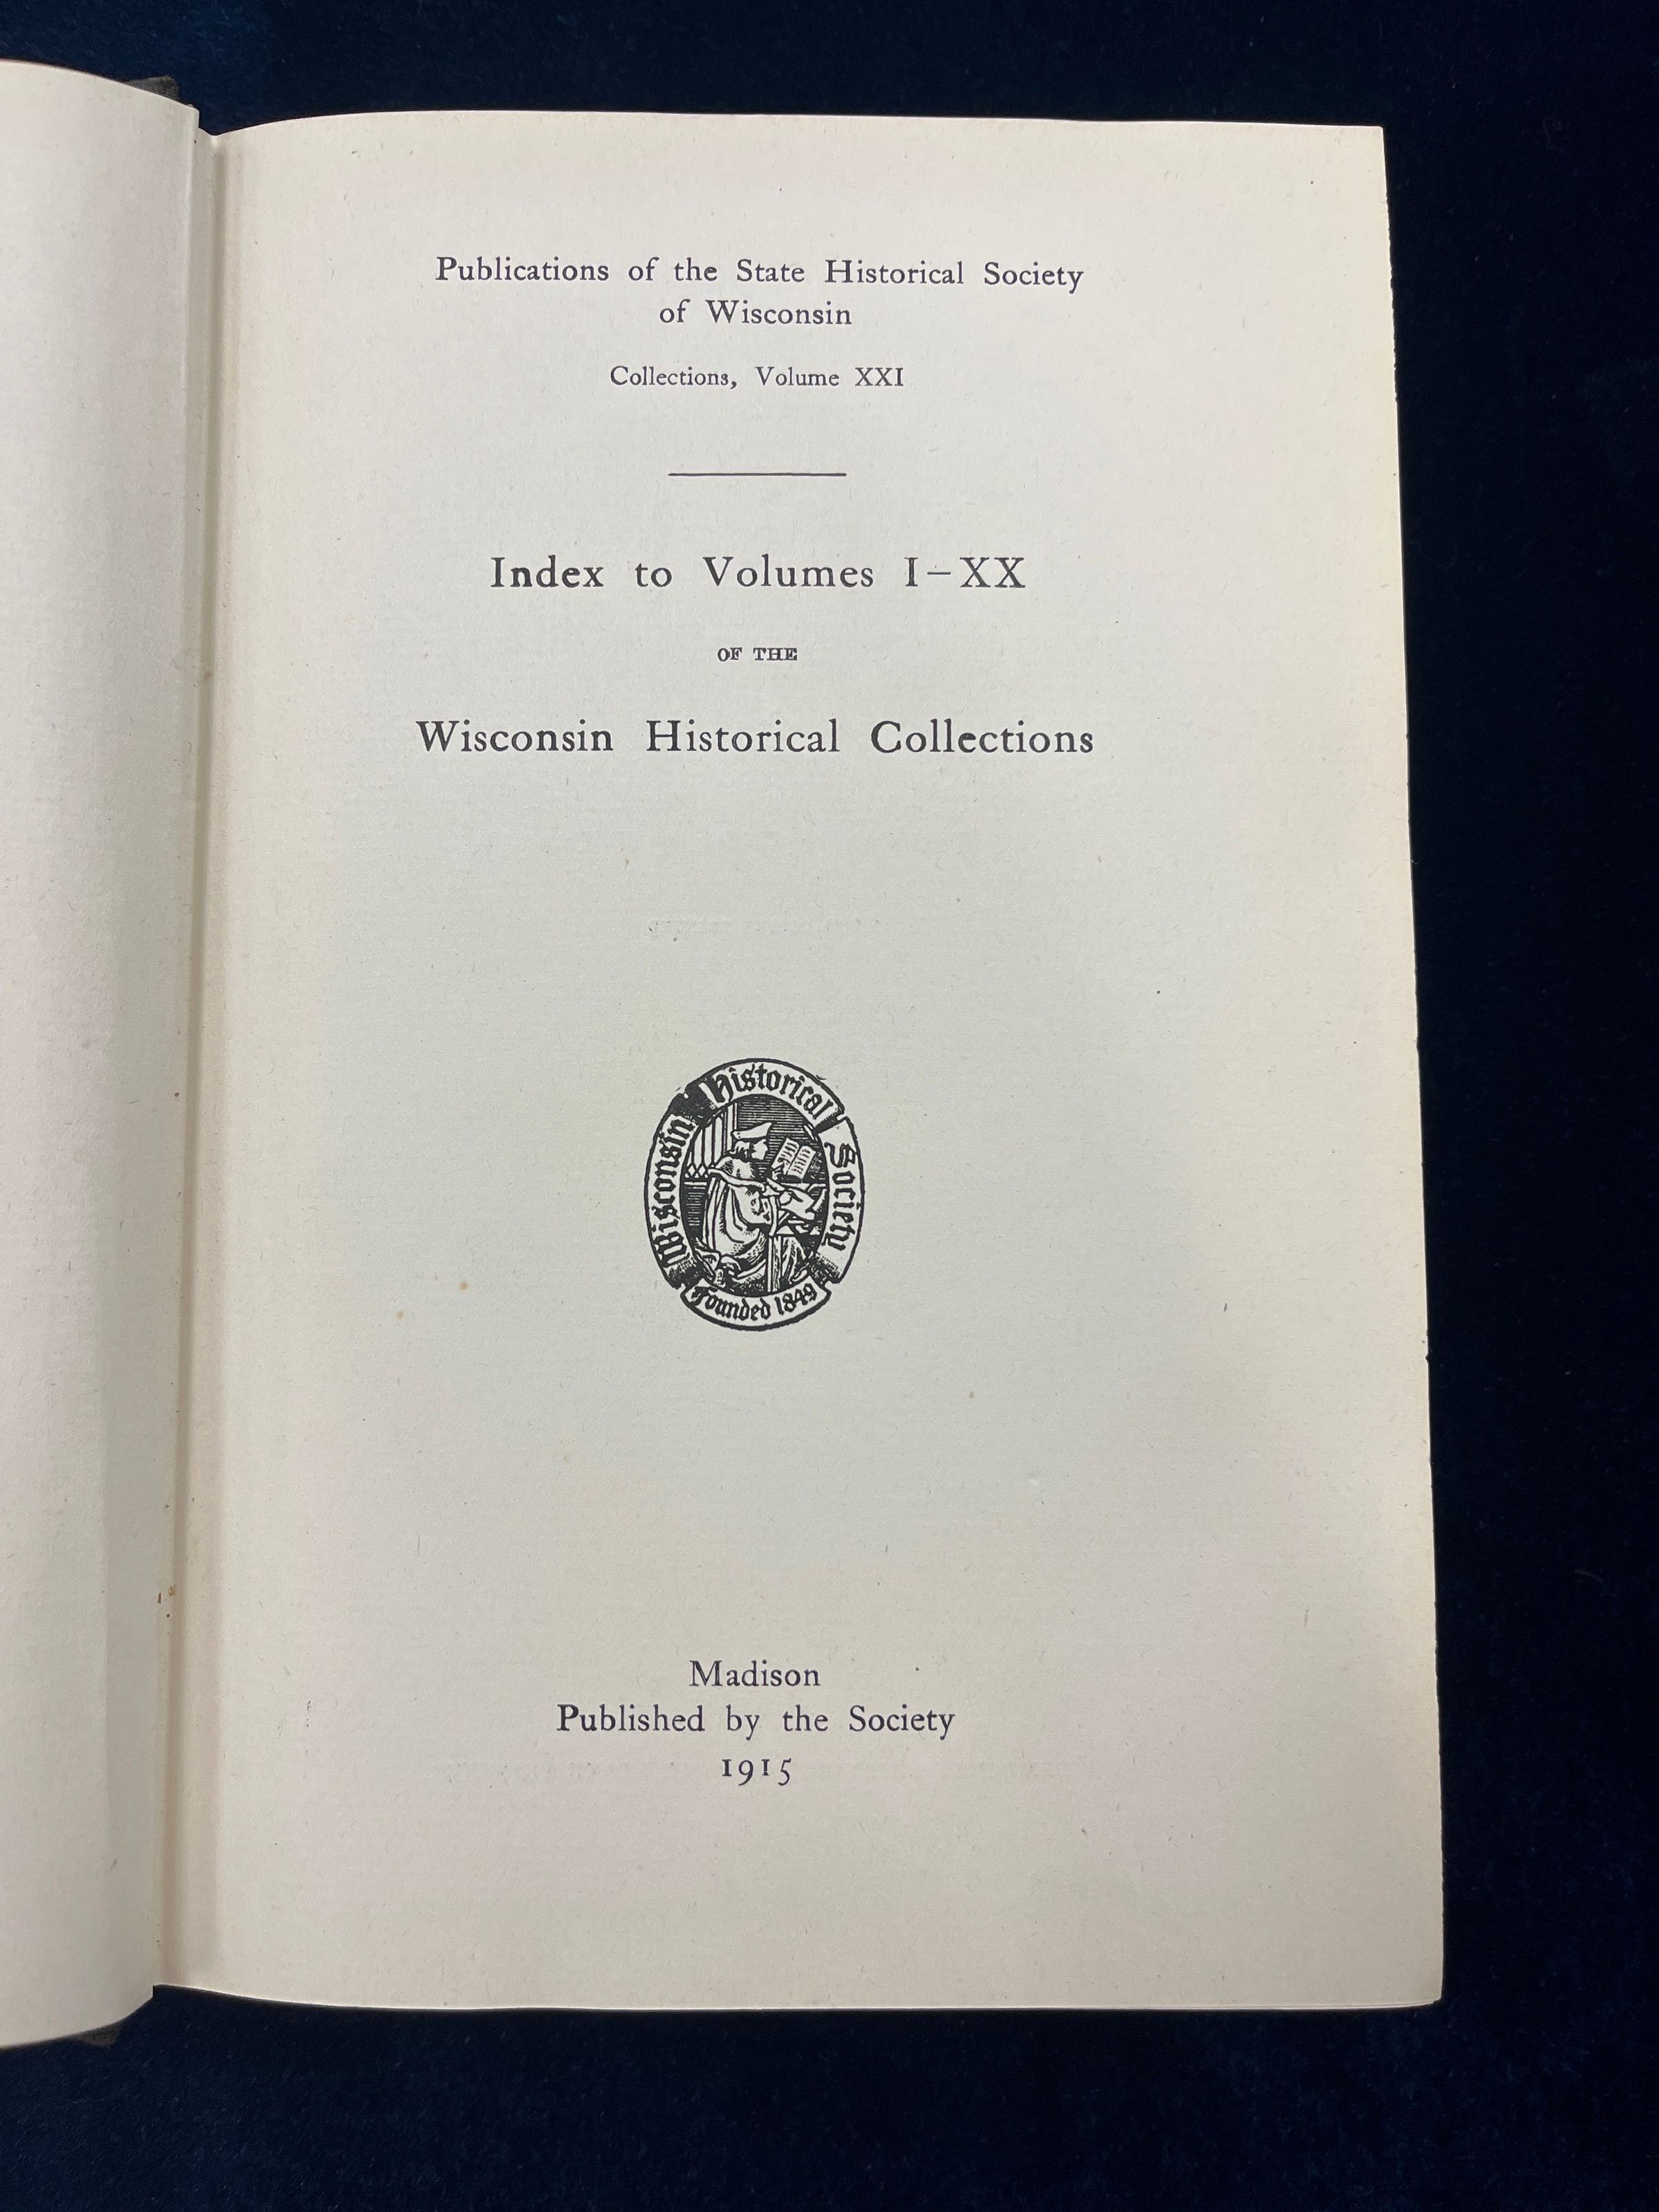 Publications of the State Historical Society
of Wisconsin
Collections, Volume XXI
Index to Volumes I–XX
OF THE
Wisconsin Historical Collections
Wisconsin Historical Society
Founded 1849
Madison
Published by the Society
1915